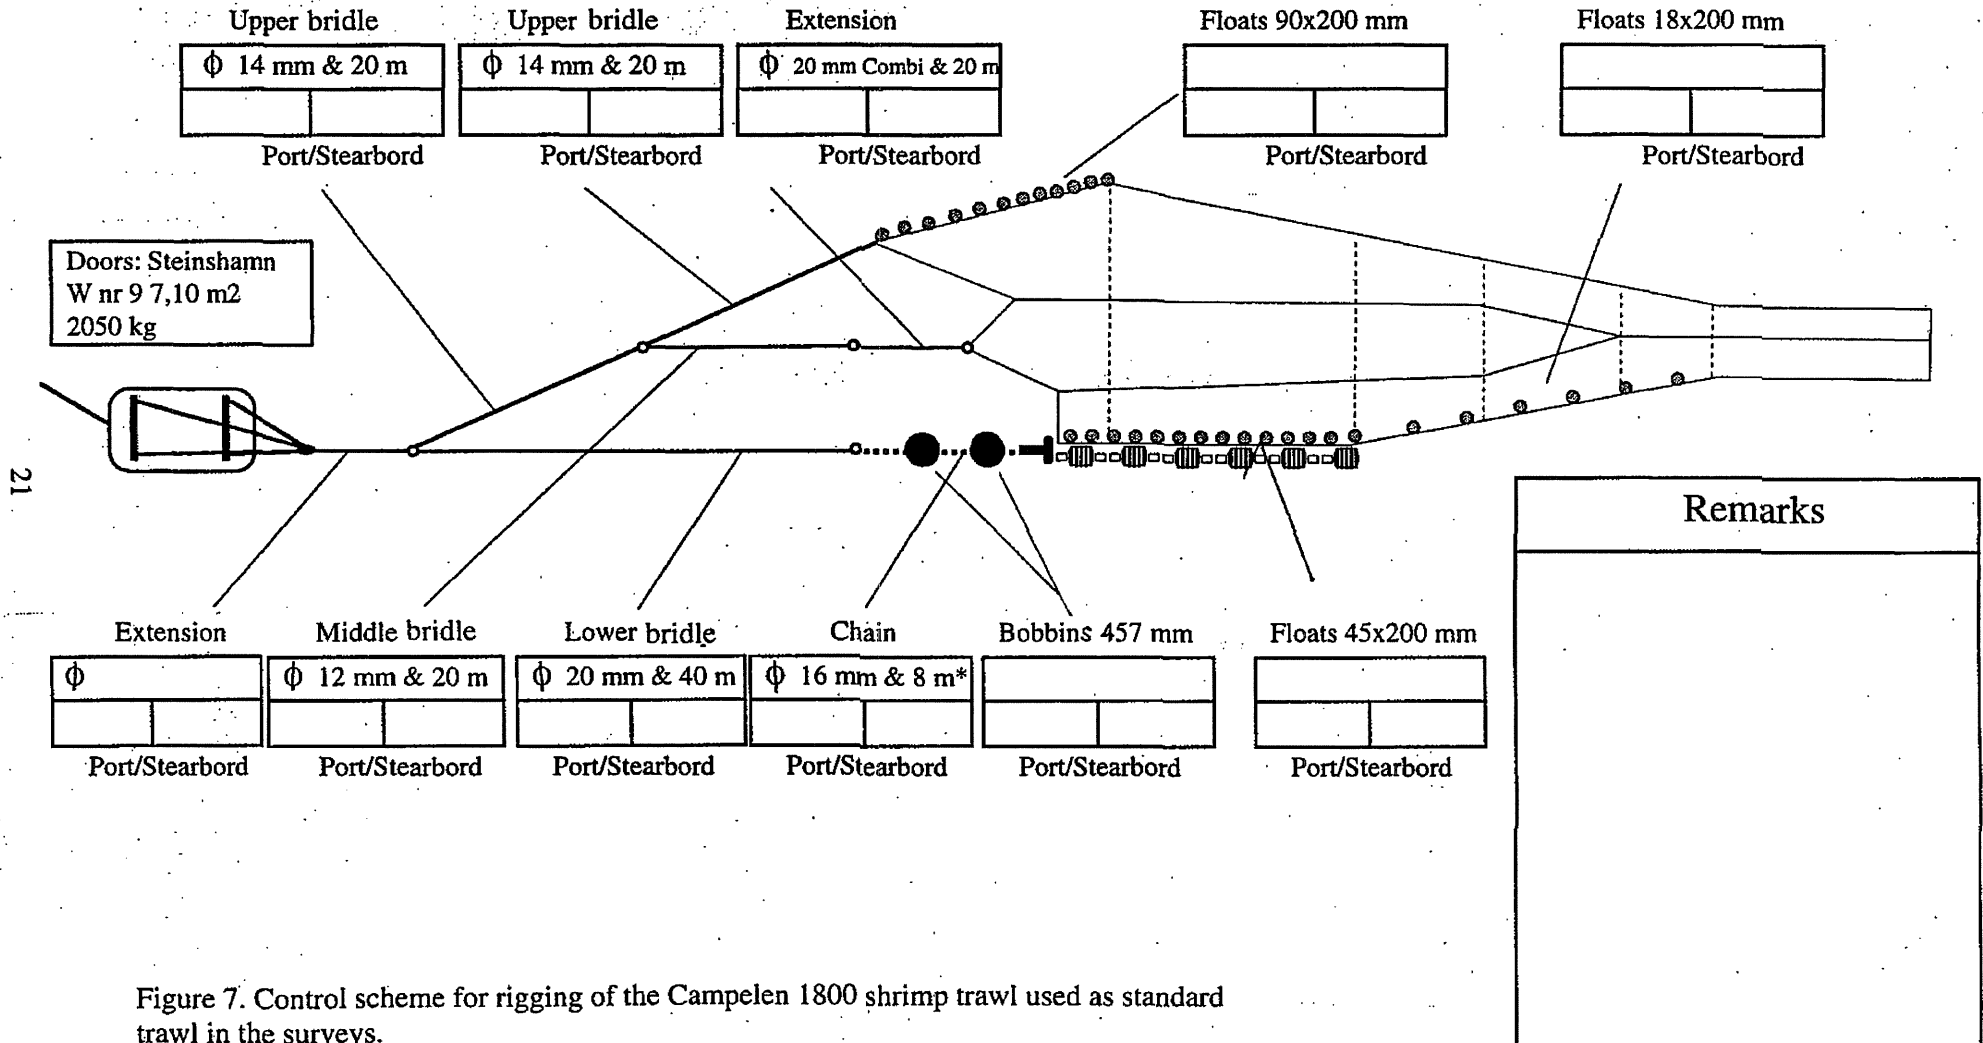 Upper bridle
Upper bridle
Extension
Floats 90x200 mm
Floats 18x200 mm
ϕ 14 mm & 20 m
ϕ 14 mm & 20 m
ϕ 20 mm Combi & 20 m
Port/Stearbord
Port/Stearbord
Port/Stearbord
Port/Stearbord
Port/Stearbord
Doors: Steinshamn
W nr 9 7,10 m2
2050 kg
21
Remarks
Extension
Middle bridle
Lower bridle
Chain
Bobbins 457 mm
Floats 45x200 mm
ϕ
ϕ 12 mm & 20 m
ϕ 20 mm & 40 m
ϕ 16 mm & 8 m*
Port/Stearbord
Port/Stearbord
Port/Stearbord
Port/Stearbord
Port/Stearbord
Port/Stearbord
Figure 7. Control scheme for rigging of the Campelen 1800 shrimp trawl used as standard
trawl in the surveys.